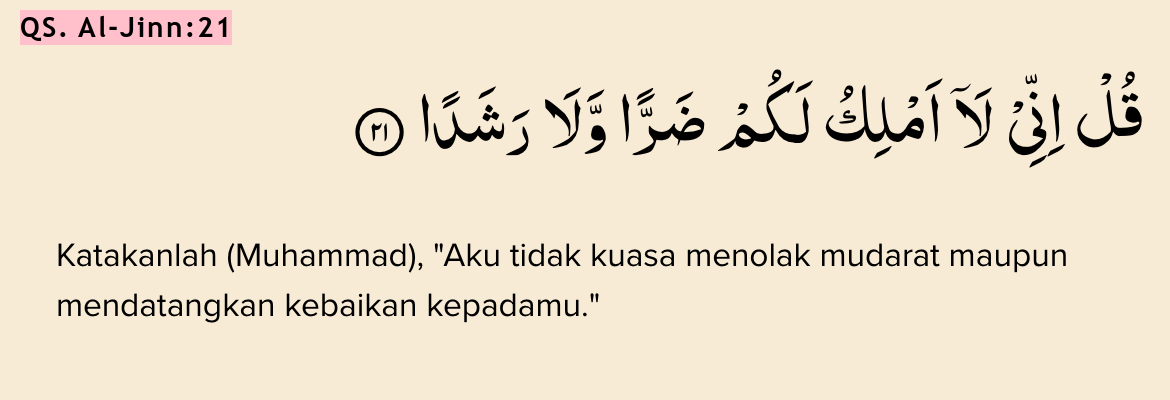 QS. Al-Jinn:21
قُلْ اِنِّيْ لَآ اَمْلِكُ لَكُمْ ضَرًّا وَّلَا رَشَدًا ٢١
Katakanlah (Muhammad), "Aku tidak kuasa menolak mudarat maupun
mendatangkan kebaikan kepadamu."